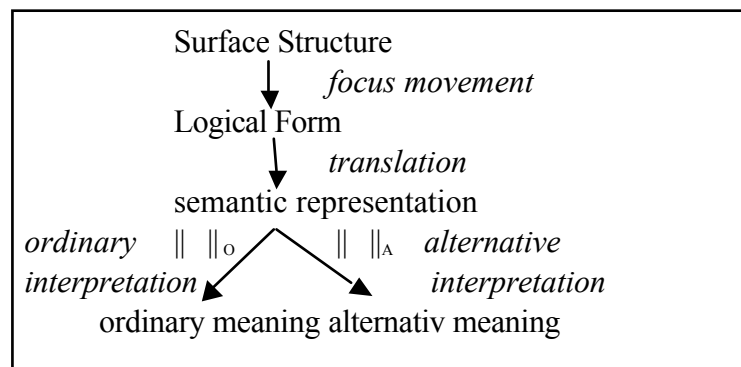 Surface Structure
focus movement
Logical Form
translation
semantic representation
ordinary ‖ ‖O ‖ ‖A alternative
interpretation interpretation
ordinary meaning alternativ meaning